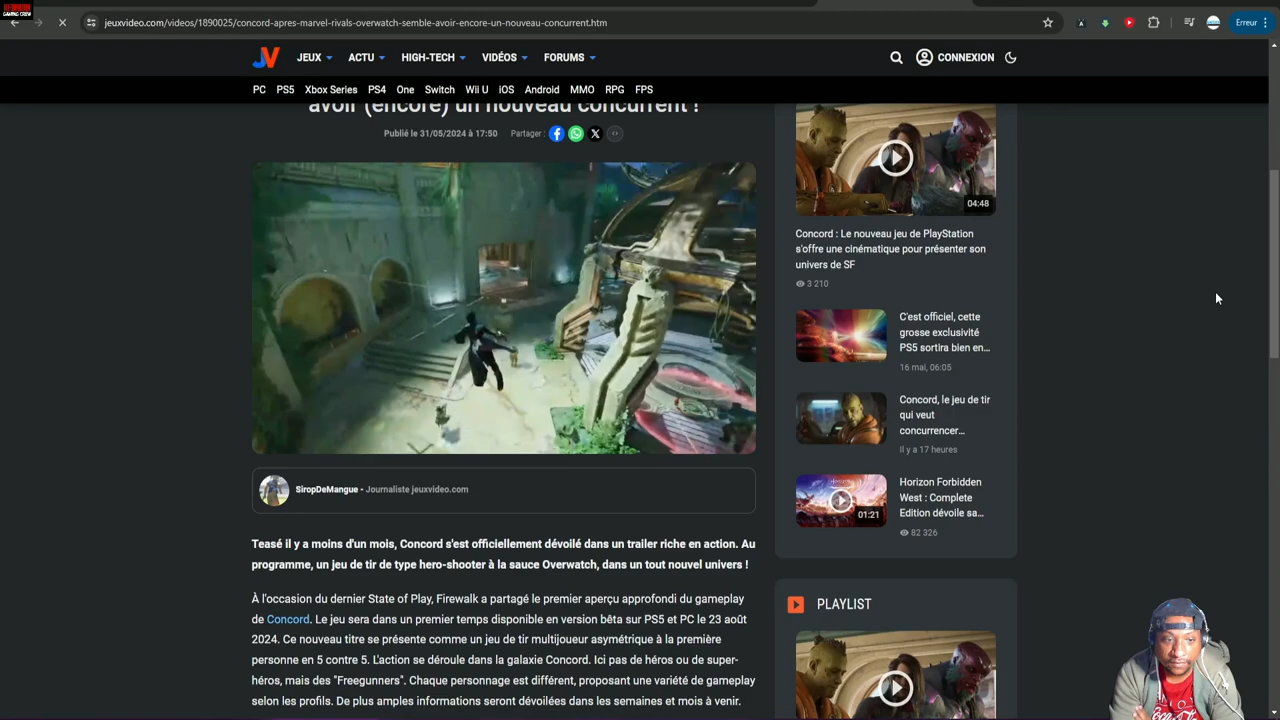 REDNUON
GAMING CREW
jeuxvideo.com/videos/1890025/concord-apres-marvel-rivals-overwatch-semble-avoir-encore-un-nouveau-concurrent.htm
Erreur
JV
JEUX
ACTU
HIGH-TECH
VIDÉOS
FORUMS
CONNEXION
PC
PS5
Xbox Series
PS4
One
Switch
Wii U
iOS
Android
MMO
RPG
FPS
avoir (encore) un nouveau concurrent !
Publié le 31/05/2024 à 17:50
Partager :
SiropDeMangue - Journaliste jeuxvideo.com
Teasé il y a moins d'un mois, Concord s'est officiellement dévoilé dans un trailer riche en action. Au
programme, un jeu de tir de type hero-shooter à la sauce Overwatch, dans un tout nouvel univers !
À l'occasion du dernier State of Play, Firewalk a partagé le premier aperçu approfondi du gameplay
de Concord. Le jeu sera dans un premier temps disponible en version bêta sur PS5 et PC le 23 août
2024. Ce nouveau titre se présente comme un jeu de tir multijoueur asymétrique à la première
personne en 5 contre 5. L'action se déroule dans la galaxie Concord. Ici pas de héros ou de super-
héros, mais des "Freegunners". Chaque personnage est différent, proposant une variété de gameplay
selon les profils. De plus amples informations seront dévoilées dans les semaines et mois à venir.
04:48
Concord : Le nouveau jeu de PlayStation
s'offre une cinématique pour présenter son
univers de SF
3 210
C'est officiel, cette
grosse exclusivité
PS5 sortira bien en...
16 mai, 06:05
Concord, le jeu de tir
qui veut
concurrencer...
Il y a 17 heures
01:21
Horizon Forbidden
West : Complete
Edition dévoile sa...
82 326
PLAYLIST